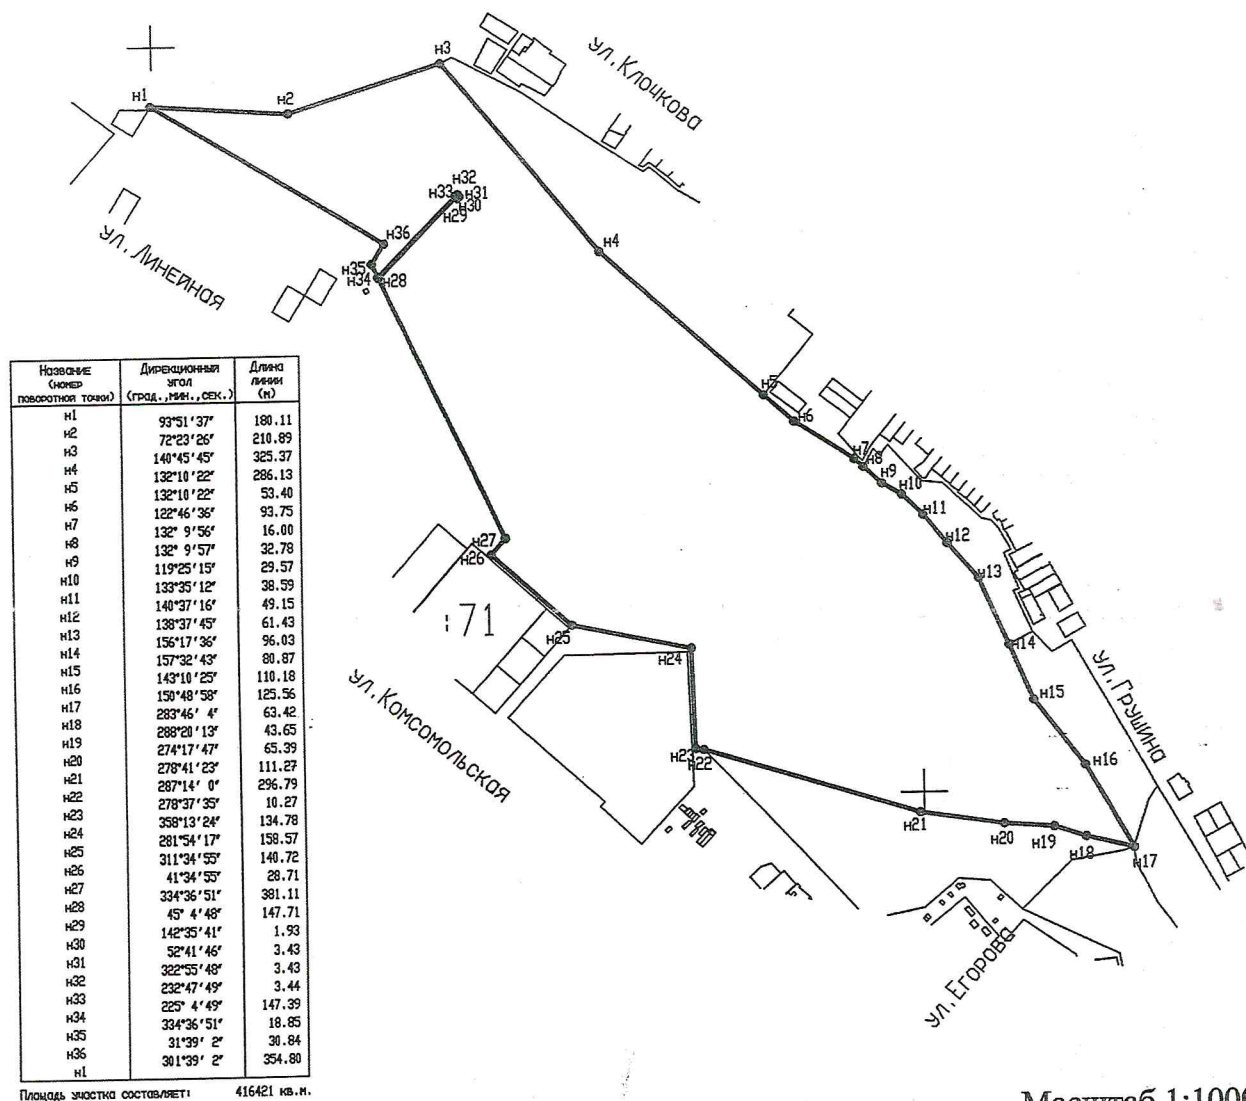 н1
н2
н3
ул. Клочкова
н32
н33
н31
н30
н29
н36
н4
ул. Линейная
н35
н34
н28
н5
н6
н7
н8
н9
н10
н11
н12
н13
н14
н15
н16
н17
н18
н19
н20
н21
н22
н23
н24
н25
н26
н27
:71
ул. Комсомольская
ул. Грушина
ул. Егорова
Название (номер поворотной точки) Дирекционный угол (град.,мин.,сек.) Длина линии (м)
н1
93°51'37" 180.11
н2
72°23'26" 210.89
н3
140°45'45" 325.37
н4
132°10'22" 286.13
н5
132°10'22" 53.40
н6
122°46'36" 93.75
н7
132° 9'56" 16.00
н8
132° 9'57" 32.78
н9
119°25'15" 29.57
н10
133°35'12" 38.59
н11
140°37'16" 49.15
н12
138°37'45" 61.43
н13
156°17'36" 96.03
н14
157°32'43" 80.87
н15
143°10'25" 110.18
н16
150°48'58" 125.56
н17
283°46' 4" 63.42
н18
288°20'13" 43.65
н19
274°17'47" 65.39
н20
278°41'23" 111.27
н21
287°14' 0" 296.79
н22
278°37'35" 10.27
н23
358°13'24" 134.78
н24
281°54'17" 158.57
н25
311°34'55" 140.72
н26
41°34'55" 28.71
н27
334°36'51" 381.11
н28
45° 4'48" 147.71
н29
142°35'41" 1.93
н30
52°41'46" 3.43
н31
322°55'48" 3.43
н32
232°47'49" 3.44
н33
225° 4'49" 147.39
н34
334°36'51" 18.85
н35
31°39' 2" 30.84
н36
301°39' 2" 354.80
н1
Площадь участка составляет: 416421 кв.м.
Масштаб 1:1000